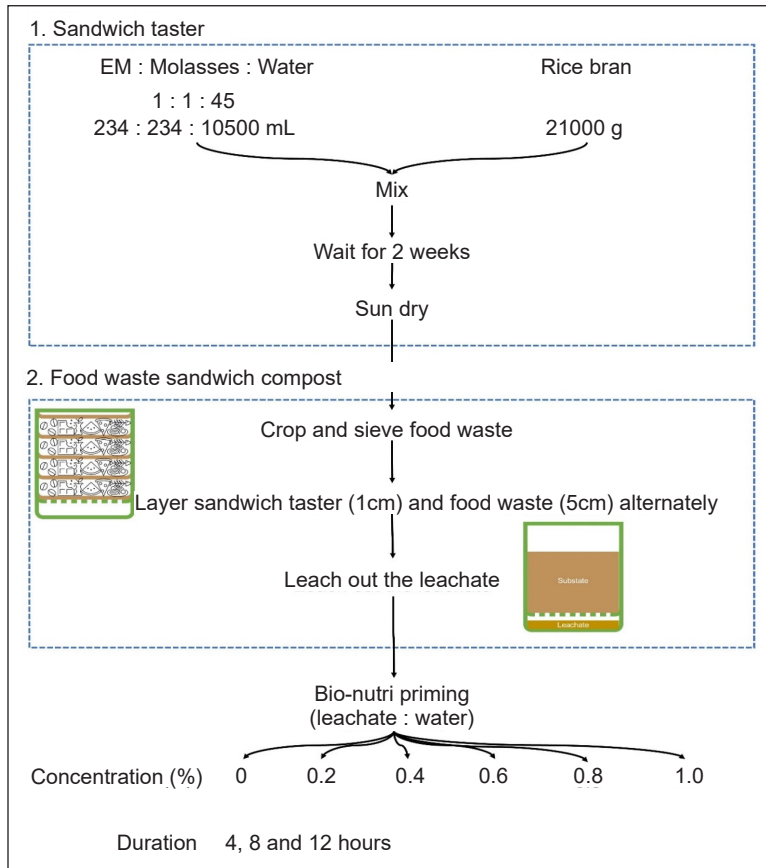 1. Sandwich taster
EM : Molasses : Water
Rice bran
1 : 1 : 45
234 : 234 : 10500 mL
21000 g
Mix
Wait for 2 weeks
Sun dry
2. Food waste sandwich compost
Crop and sieve food waste
Layer sandwich taster (1cm) and food waste (5cm) alternately
Leach out the leachate
Substate
Leachate
Bio-nutri priming
(leachate : water)
Concentration (%) 0 0.2 0.4 0.6 0.8 1.0
Duration 4, 8 and 12 hours